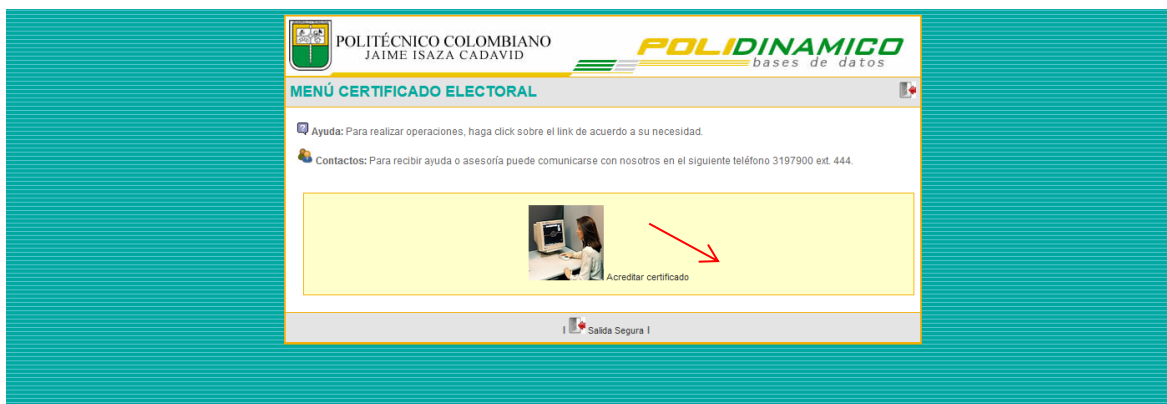 POLITÉCNICO COLOMBIANO
JAIME ISAZA CADAVID
POLIDINAMICO
bases de datos
MENÚ CERTIFICADO ELECTORAL
Ayuda: Para realizar operaciones, haga click sobre el link de acuerdo a su necesidad.
Contactos: Para recibir ayuda o asesoría puede comunicarse con nosotros en el siguiente teléfono 3197900 ext. 444.
Acreditar certificado
| Salida Segura |